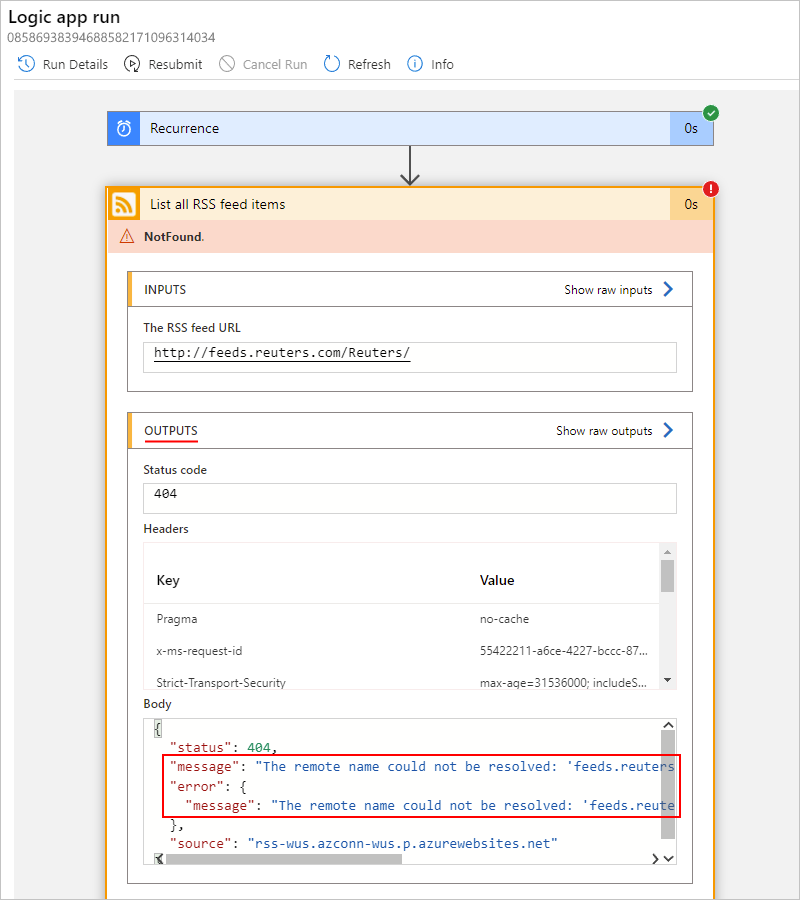 Logic app run
08586938394688582171096314034
Run Details Resubmit Cancel Run Refresh Info
Recurrence 0s
List all RSS feed items 0s
NotFound.
INPUTS Show raw inputs
The RSS feed URL
http://feeds.reuters.com/Reuters/
OUTPUTS Show raw outputs
Status code
404
Headers
Key Value
Pragma no-cache
x-ms-request-id 55422211-a6ce-4227-bccc-87...
Strict-Transport-Security max-age=31536000; includeS...
Body
{
"status": 404,
"message": "The remote name could not be resolved: 'feeds.reuters
"error": {
"message": "The remote name could not be resolved: 'feeds.reute
},
"source": "rss-wus.azconn-wus.p.azurewebsites.net"